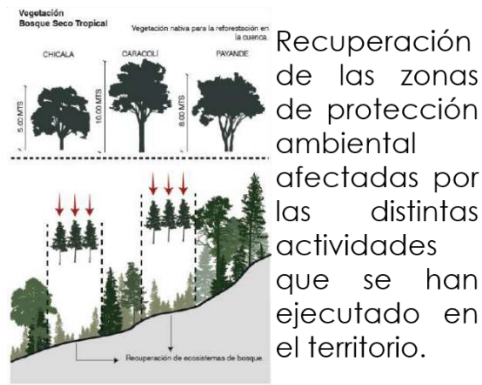 Vegetación
Bosque Seco Tropical
Vegetación nativa para la reforestación en
la cuenca.
CHICALA
CARACOLÍ
PAYANDE
5.00 MTS
10.00 MTS
8.00 MTS
Recuperación de ecosistemas de bosque.
Recuperación
de las zonas
de protección
ambiental
afectadas por
las distintas
actividades
que se han
ejecutado en
el territorio.